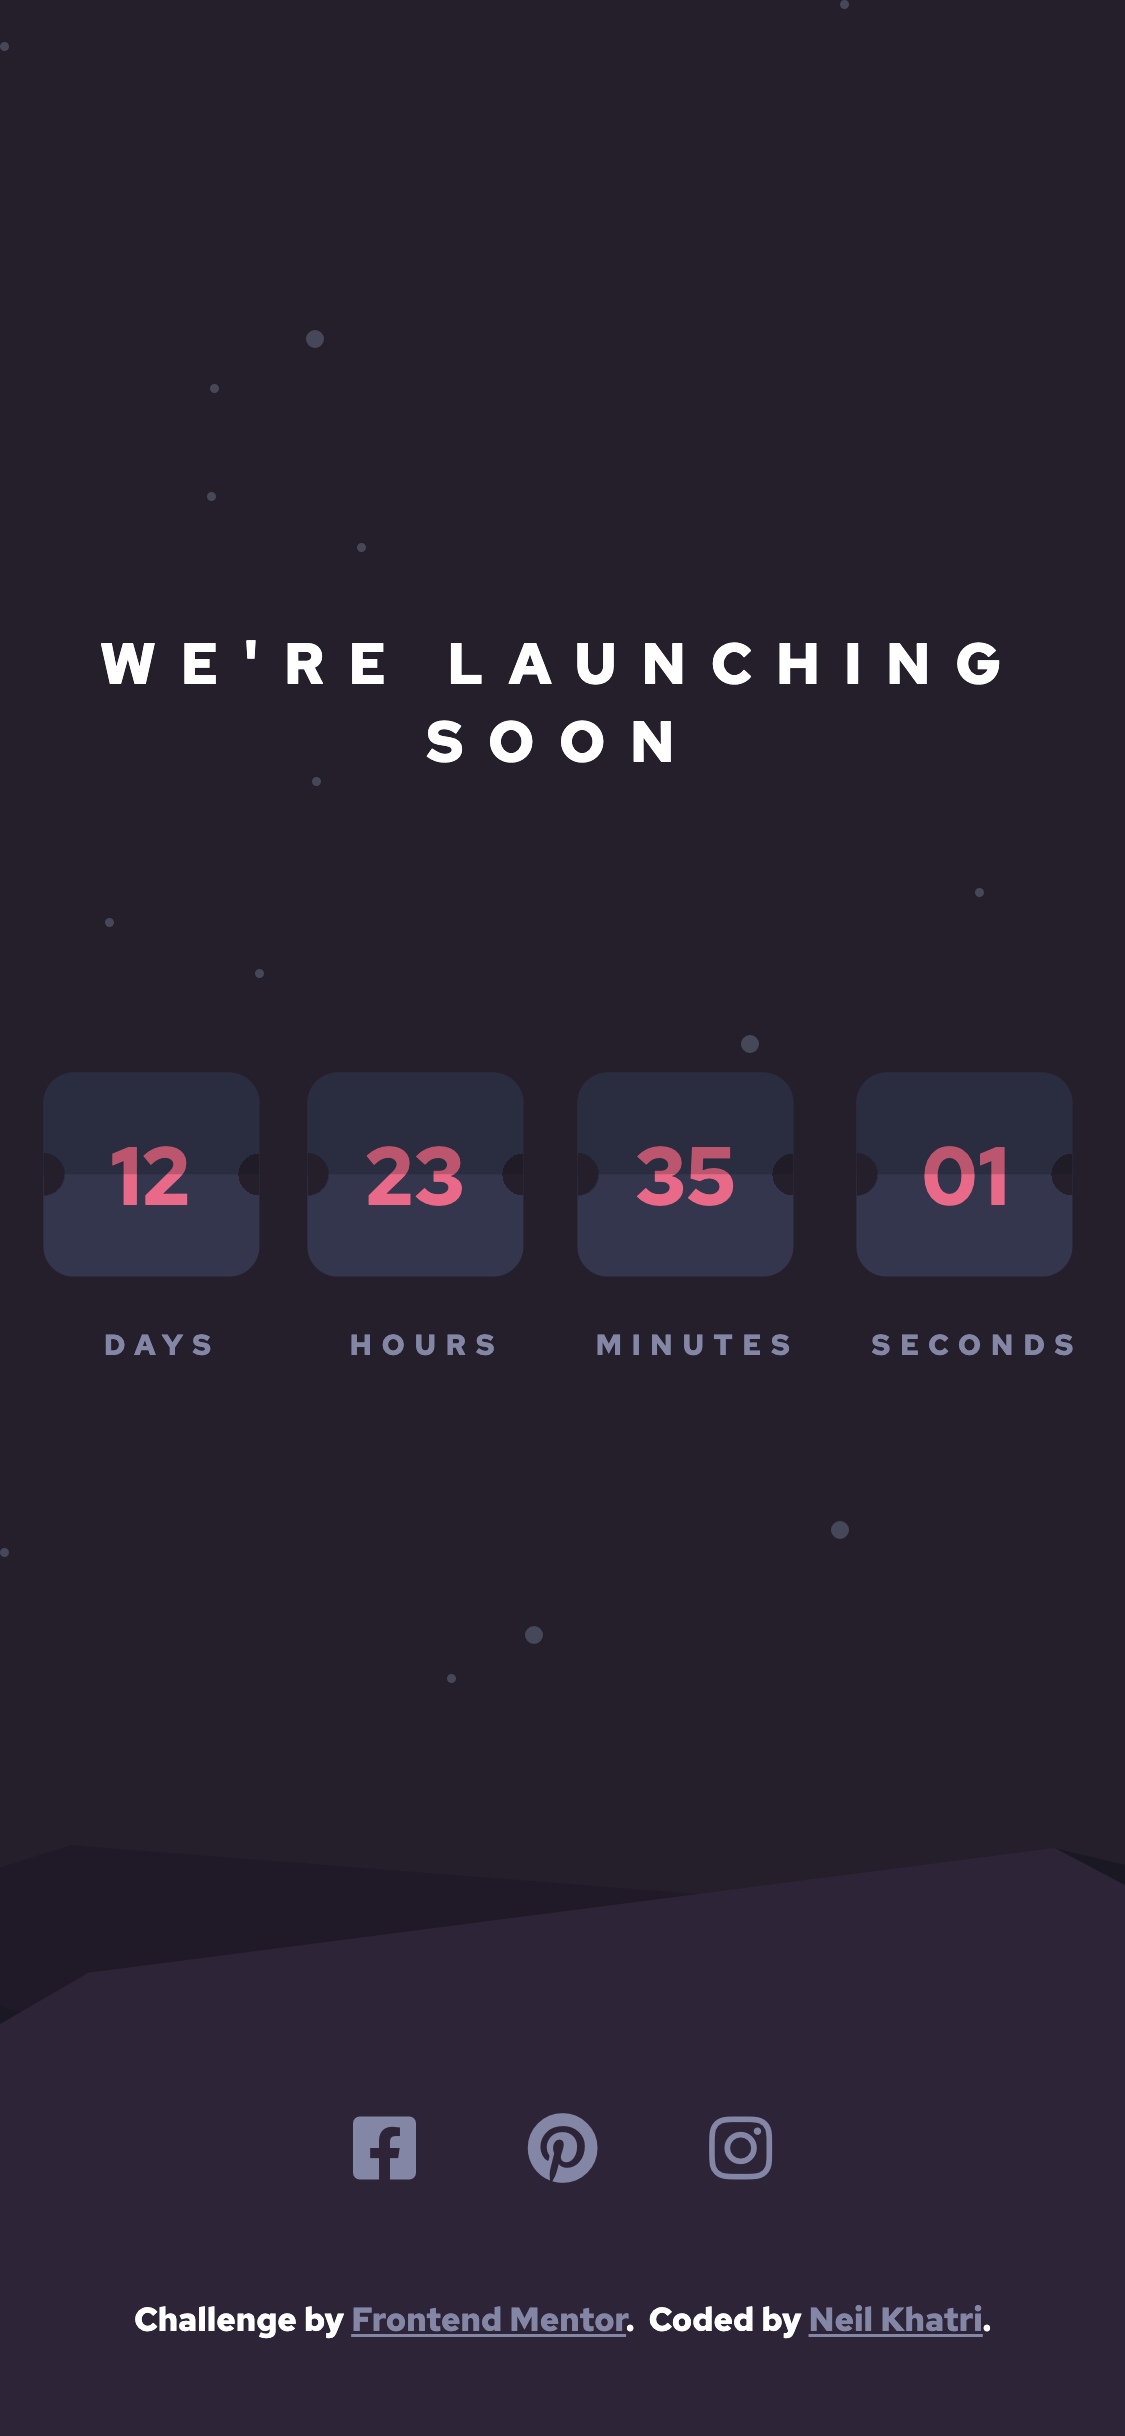 WE'RE LAUNCHING
SOON
12 23 35 01
DAYS HOURS MINUTES SECONDS
Challenge by Frontend Mentor. Coded by Neil Khatri.